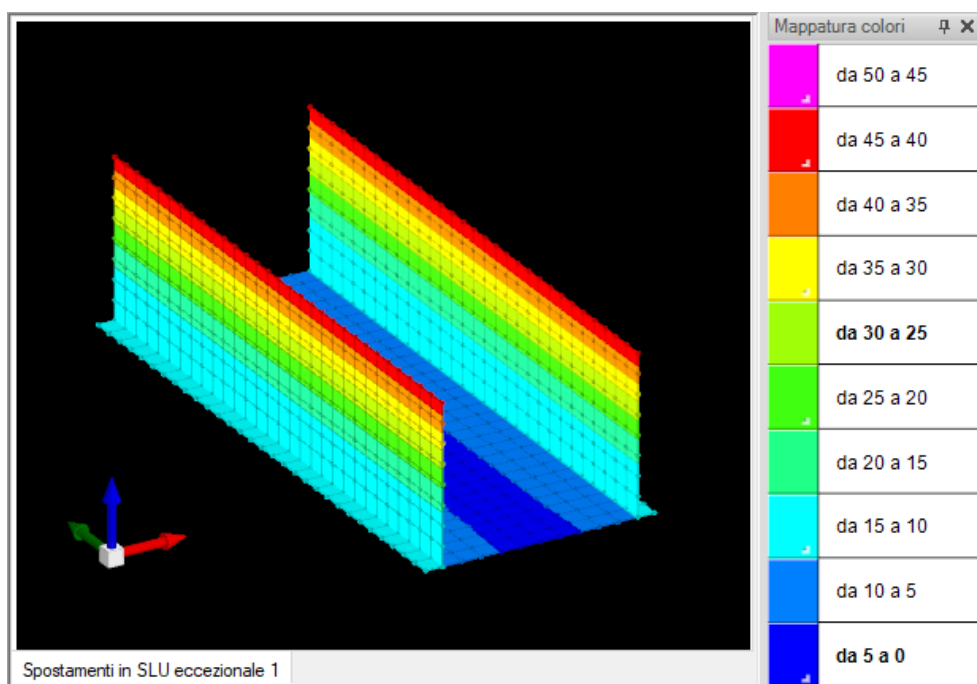 Mappatura colori
da 50 a 45
da 45 a 40
da 40 a 35
da 35 a 30
da 30 a 25
da 25 a 20
da 20 a 15
da 15 a 10
da 10 a 5
da 5 a 0
Spostamenti in SLU eccezionale 1